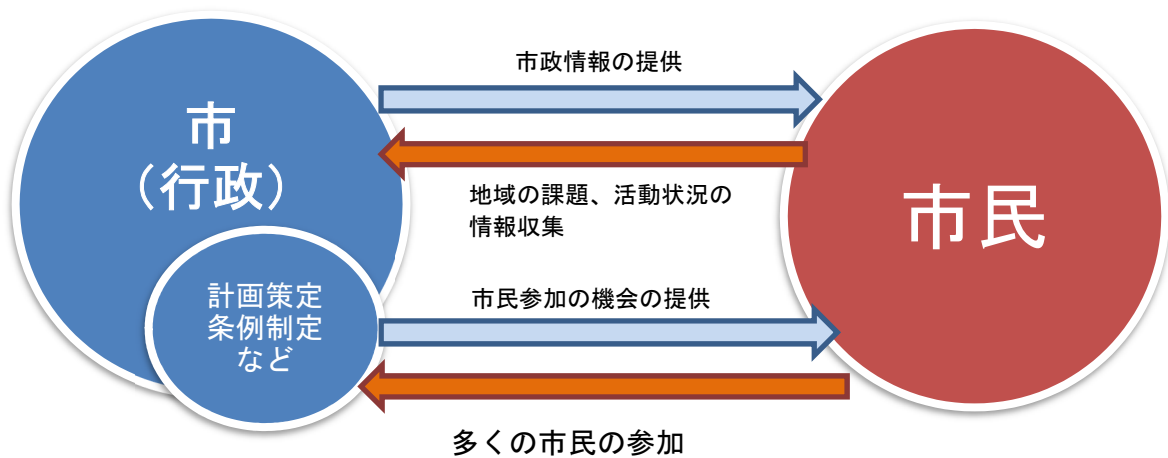 市政情報の提供
市
（行政）
地域の課題、活動状況の
情報収集
市民
市民参加の機会の提供
計画策定
条例制定
など
多くの市民の参加